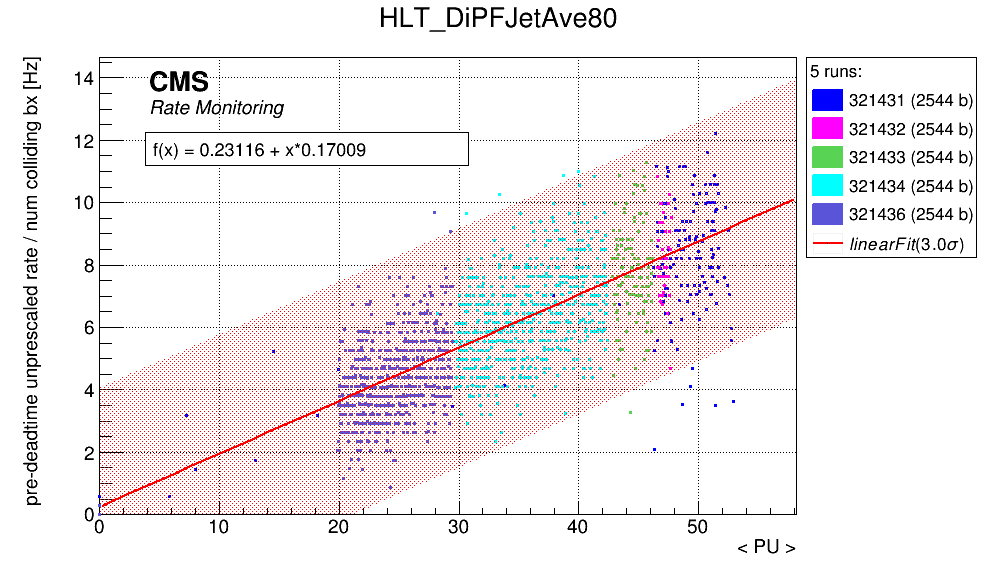 HLT_DiPFJetAve80
pre-deadtime unprescaled rate / num colliding bx [Hz]
CMS
Rate Monitoring
f(x) = 0.23116 + x*0.17009
14
12
10
8
6
4
2
0
0 10 20 30 40 50
< PU >
5 runs:
321431 (2544 b)
321432 (2544 b)
321433 (2544 b)
321434 (2544 b)
321436 (2544 b)
linearFit(3.0σ)